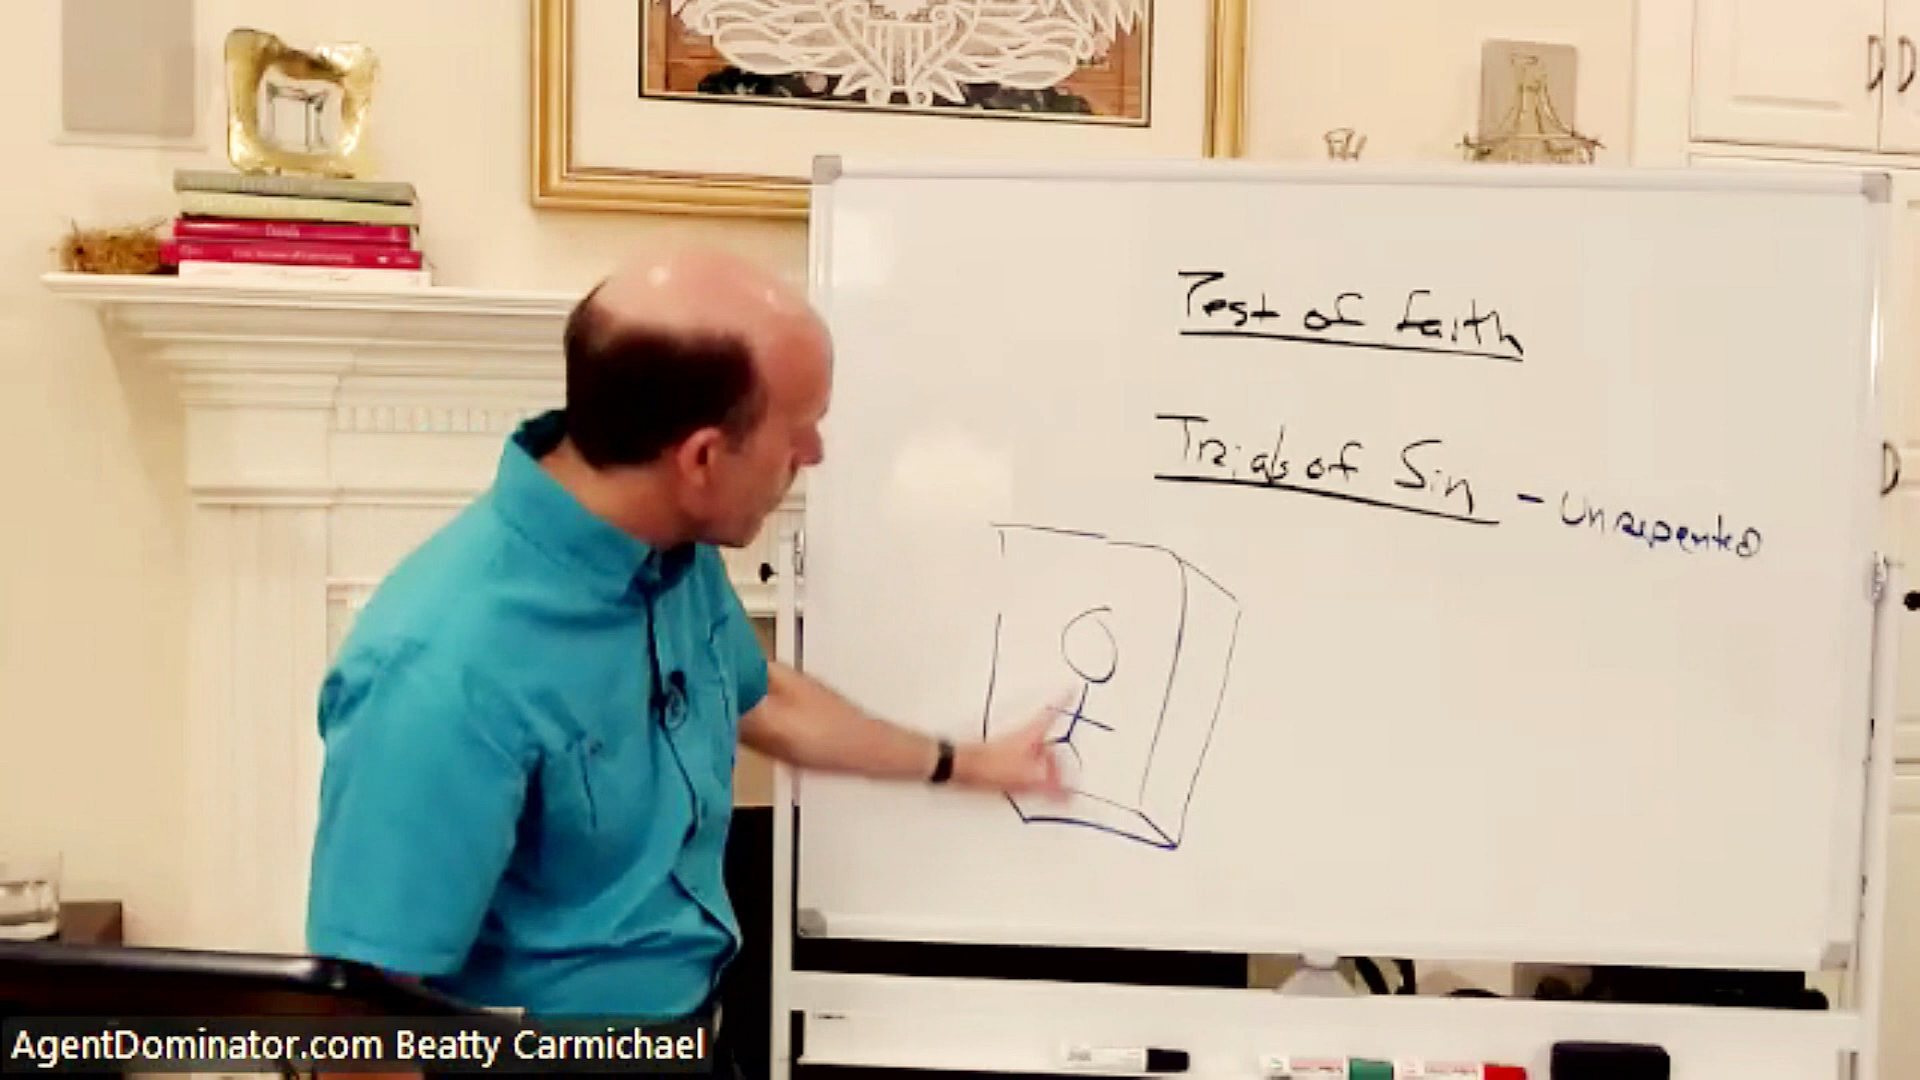 Test of faith
Trials of Sin - Unrepented
AgentDominator.com Beatty Carmichael